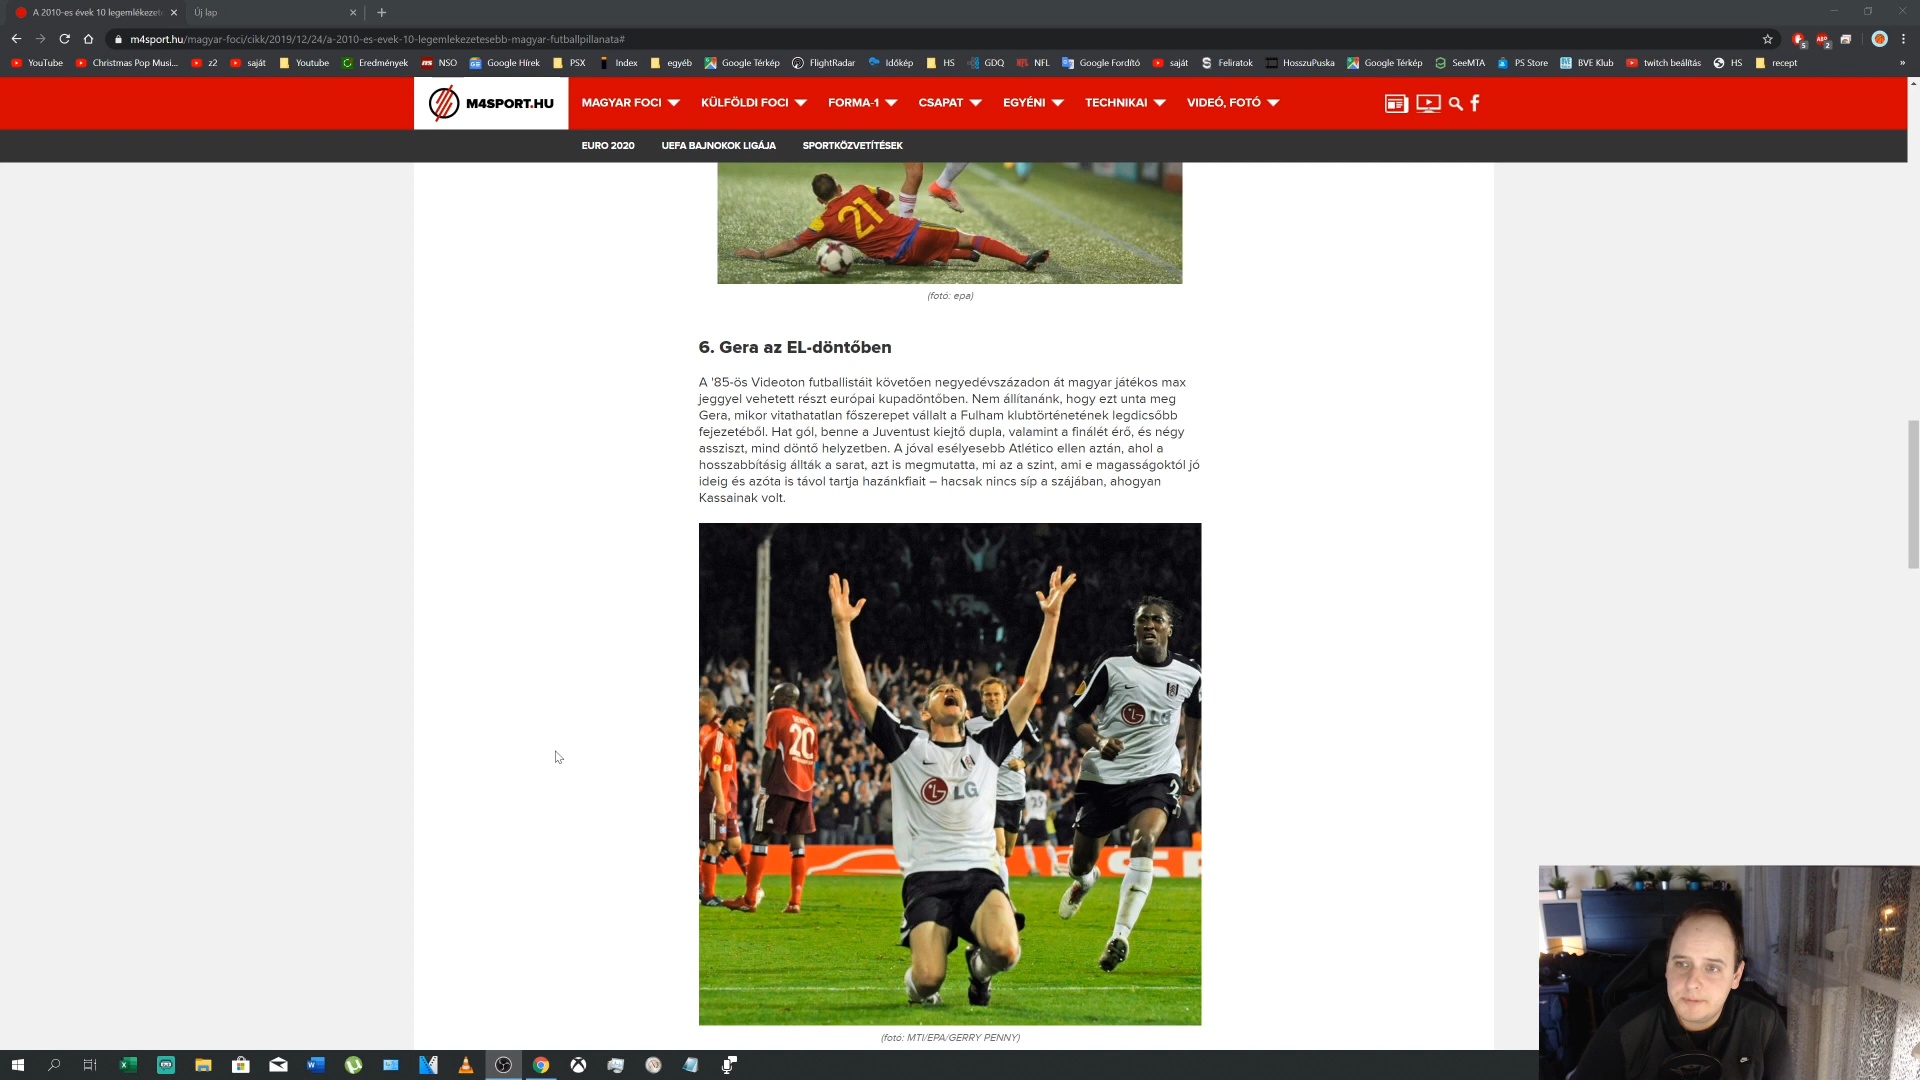 A 2010-es évek 10 legemlékezete
Új lap
m4sport.hu/magyar-foci/cikk/2019/12/24/a-2010-es-evek-10-legemlekezetesebb-magyar-futballpillanata#
YouTube Christmas Pop Musi... z2 saját Youtube Eredmények NSO Google Hírek PSX Index egyéb Google Térkép FlightRadar Időkép HS GDQ NFL Google Fordító saját Feliratok HosszuPuska Google Térkép SeeMTA PS Store BVE Klub twitch beálítás HS recept »
M4SPORT.HU MAGYAR FOCI KÜLFÖLDI FOCI FORMA-1 CSAPAT EGYÉNI TECHNIKAI VIDEÓ, FOTÓ
EURO 2020 UEFA BAJNOKOK LIGÁJA SPORTKÖZVETÍTÉSEK
21
(fotó: epa)
6. Gera az EL-döntőben
A '85-ös Videoton futballistáit követően negyedévszázadon át magyar játékos max
jeggyel vehetett részt európai kupadöntőben. Nem állítanánk, hogy ezt unta meg
Gera, mikor vitathatatlan főszerepet vállalt a Fulham klubtörténetének legdicsőbb
fejezetéből. Hat gól, benne a Juventust kiejtő dupla, valamint a finálét érő, és négy
assziszt, mind döntő helyzetben. A jóval esélyesebb Atlético ellen aztán, ahol a
hosszabbításig állták a sarat, azt is megmutatta, mi az a szint, ami e magasságoktól jó
ideig és azóta is távol tartja hazánkfiait – hacsak nincs síp a szájában, ahogyan
Kassainak volt.
20
LG
LG
(fotó: MTI/EPA/GERRY PENNY)